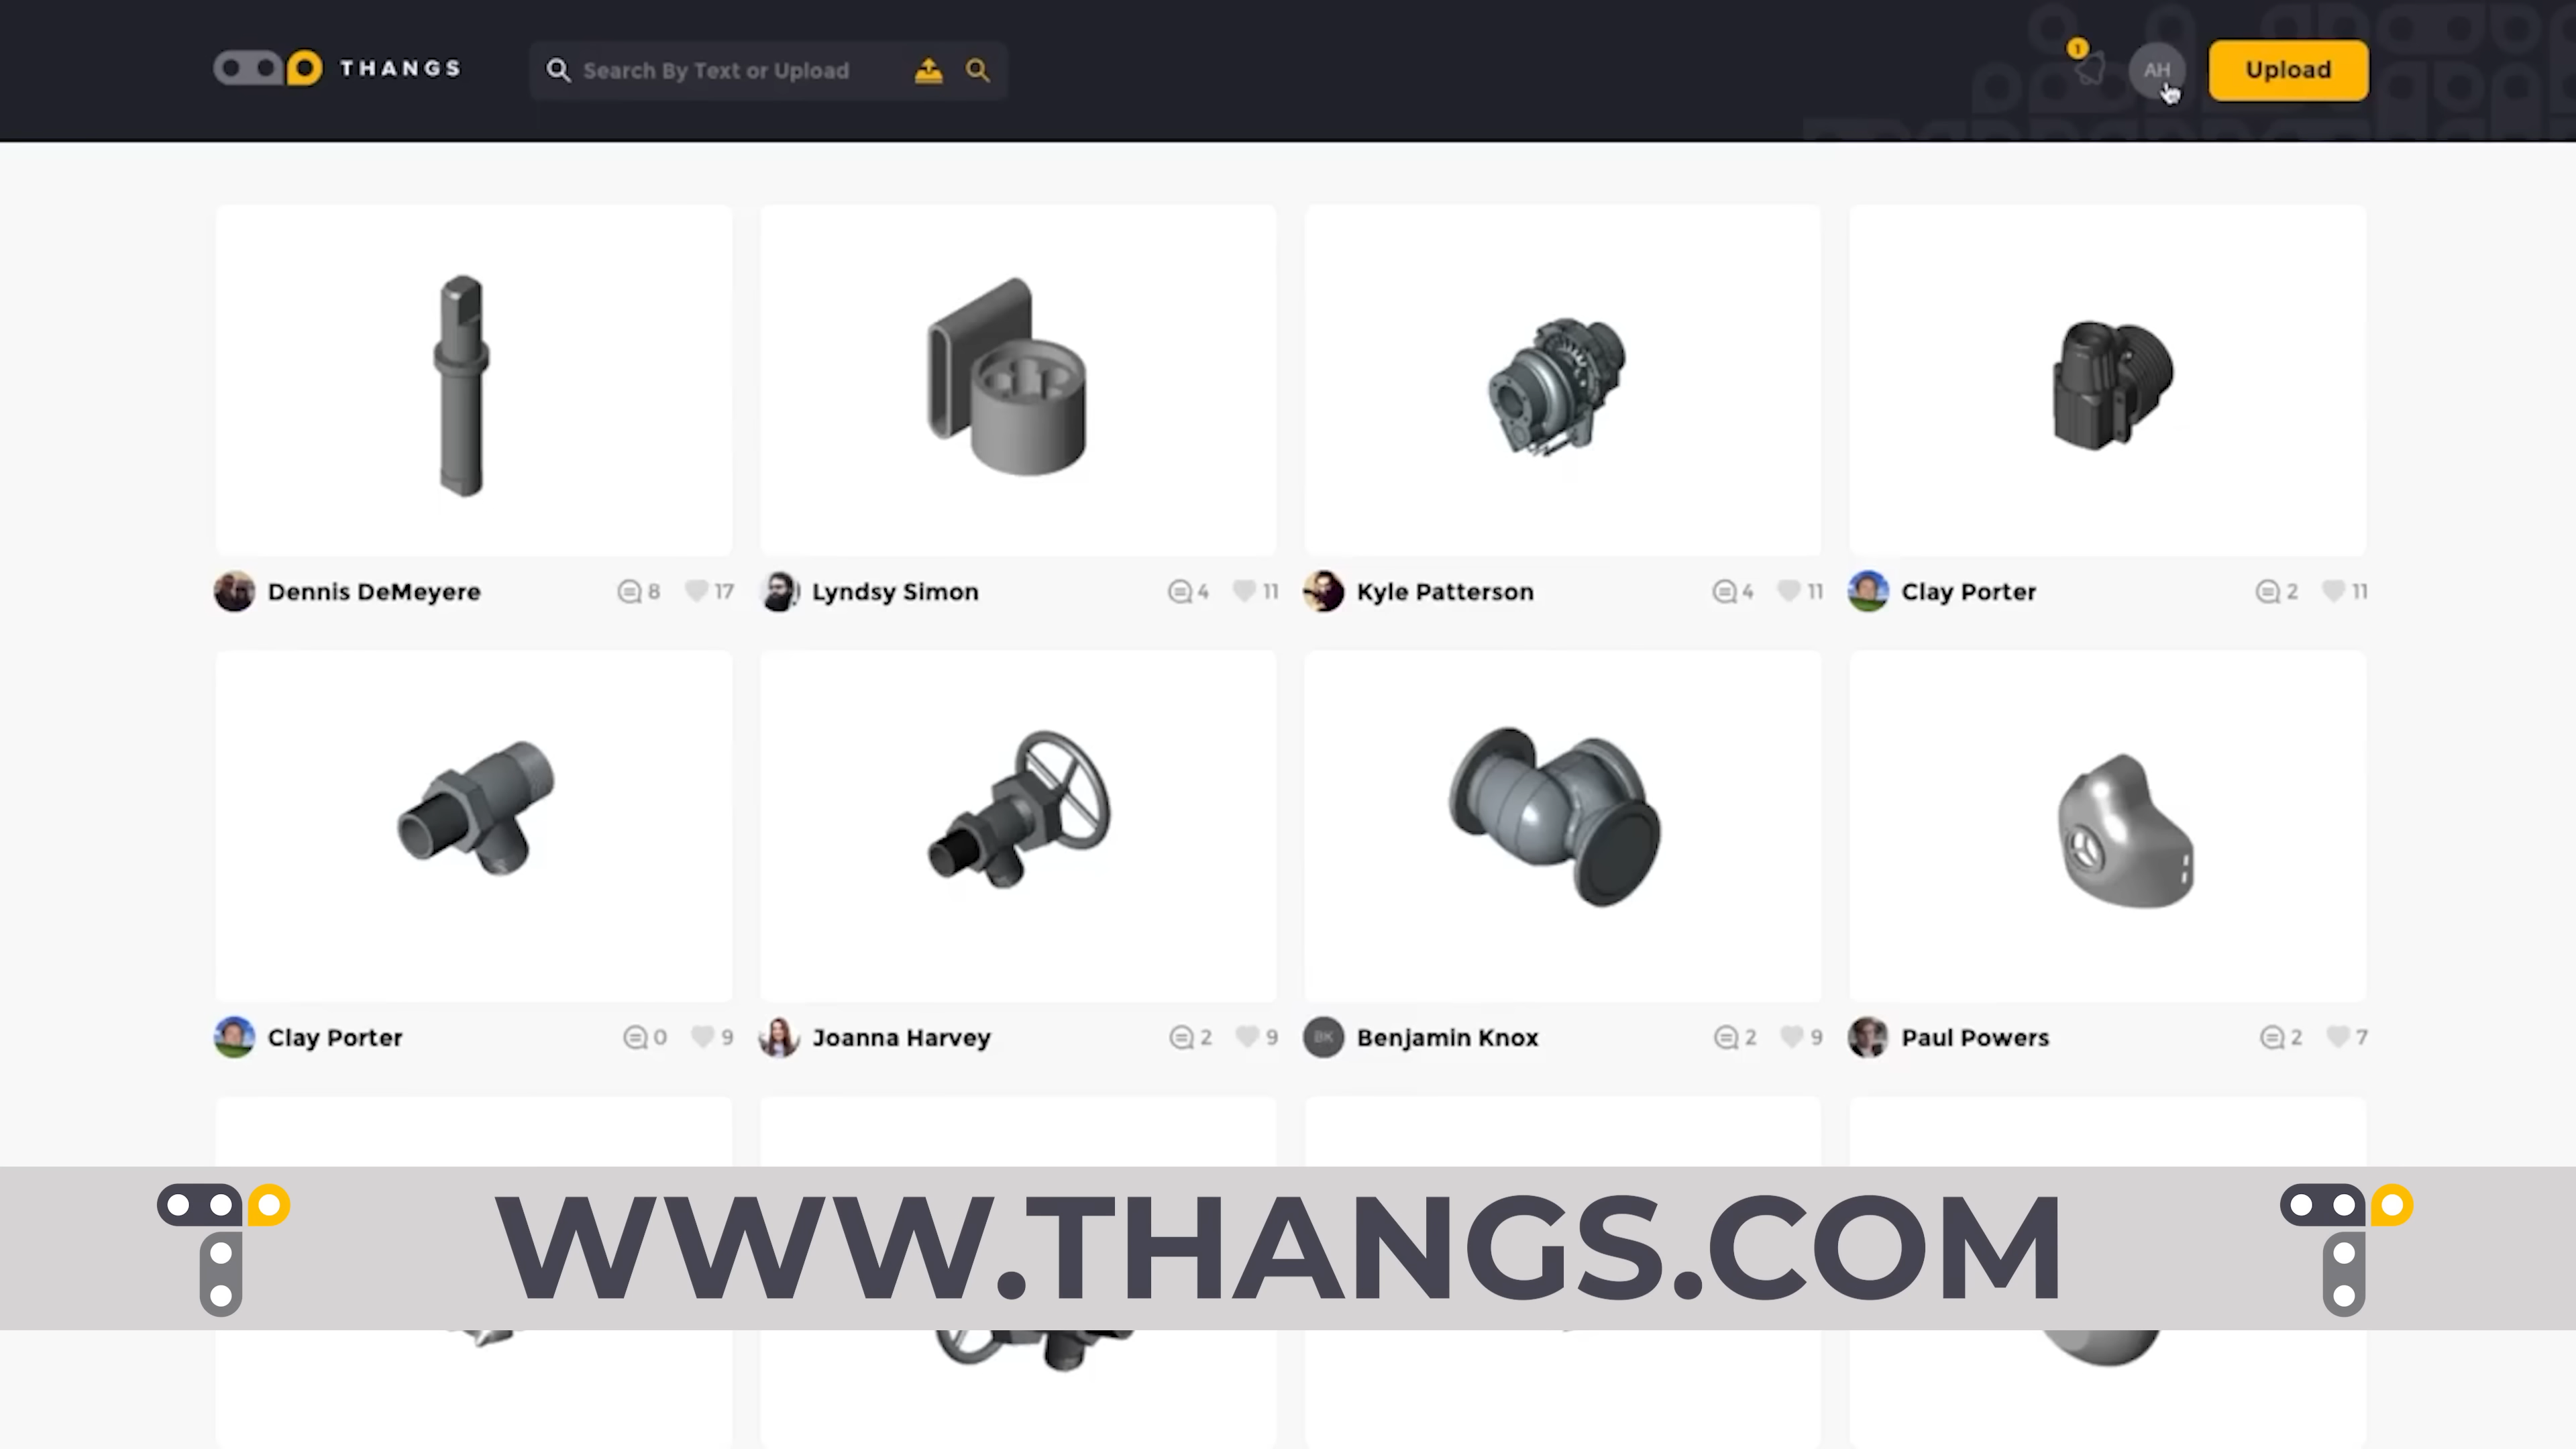 THANGS
Search By Text or Upload
1
AH
Upload
Dennis DeMeyere 8 17
Lyndsy Simon 4 11
Kyle Patterson 4 11
Clay Porter 2 11
Clay Porter 0 9
Joanna Harvey 2 9
BK Benjamin Knox 2 9
Paul Powers 2 7
WWW.THANGS.COM